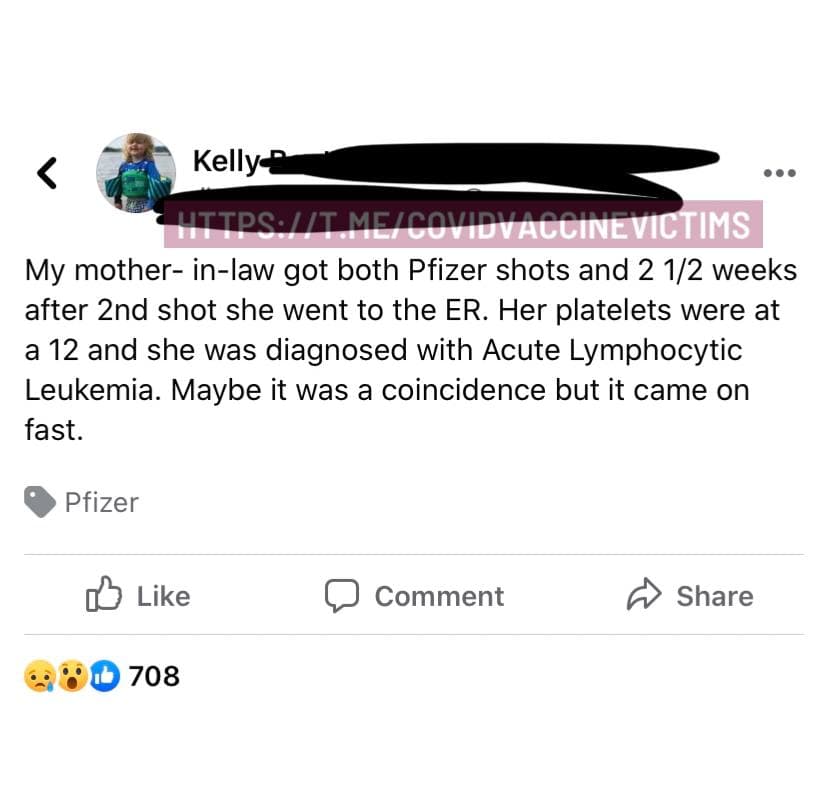 Kelly
HTTPS://T.ME/COVIDVACCINEVICTIMS
My mother- in-law got both Pfizer shots and 2 1/2 weeks
after 2nd shot she went to the ER. Her platelets were at
a 12 and she was diagnosed with Acute Lymphocytic
Leukemia. Maybe it was a coincidence but it came on
fast.
Pfizer
Like Comment Share
708